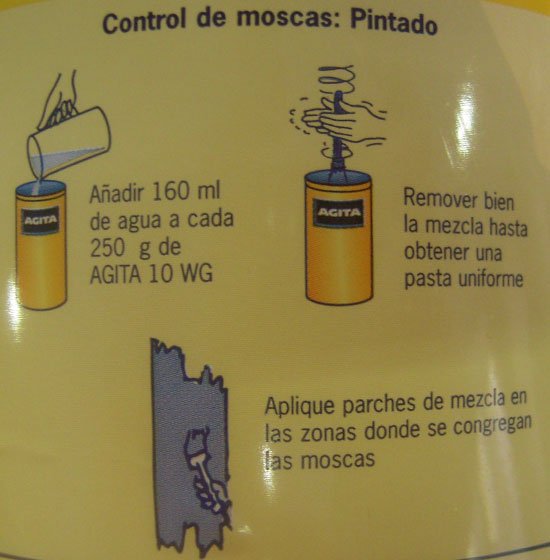 Control de moscas: Pintado
AGITA
Añadir 160 ml
de agua a cada
250 g de
AGITA 10 WG
AGITA
Remover bien
la mezcla hasta
obtener una
pasta uniforme
Aplique parches de mezcla en
las zonas donde se congregan
las moscas